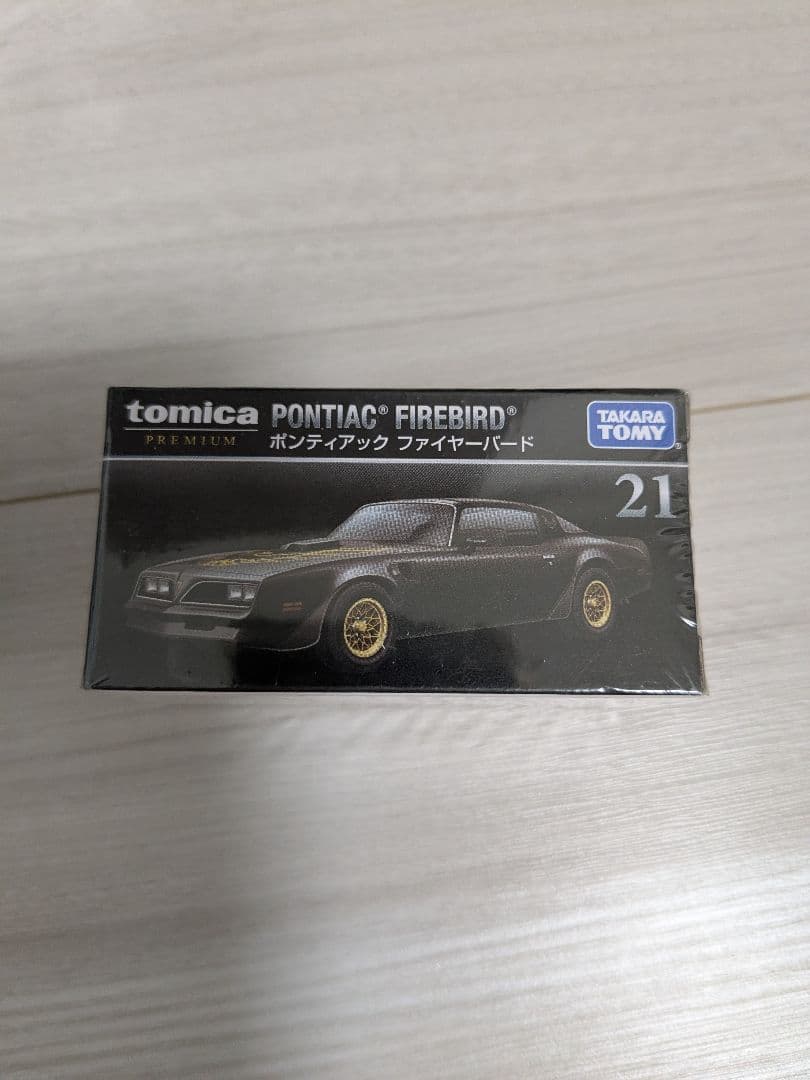 tomica PONTIAC® FIREBIRD®
PREMIUM ポンティアック ファイヤーバード
TAKARA
TOMY®
21